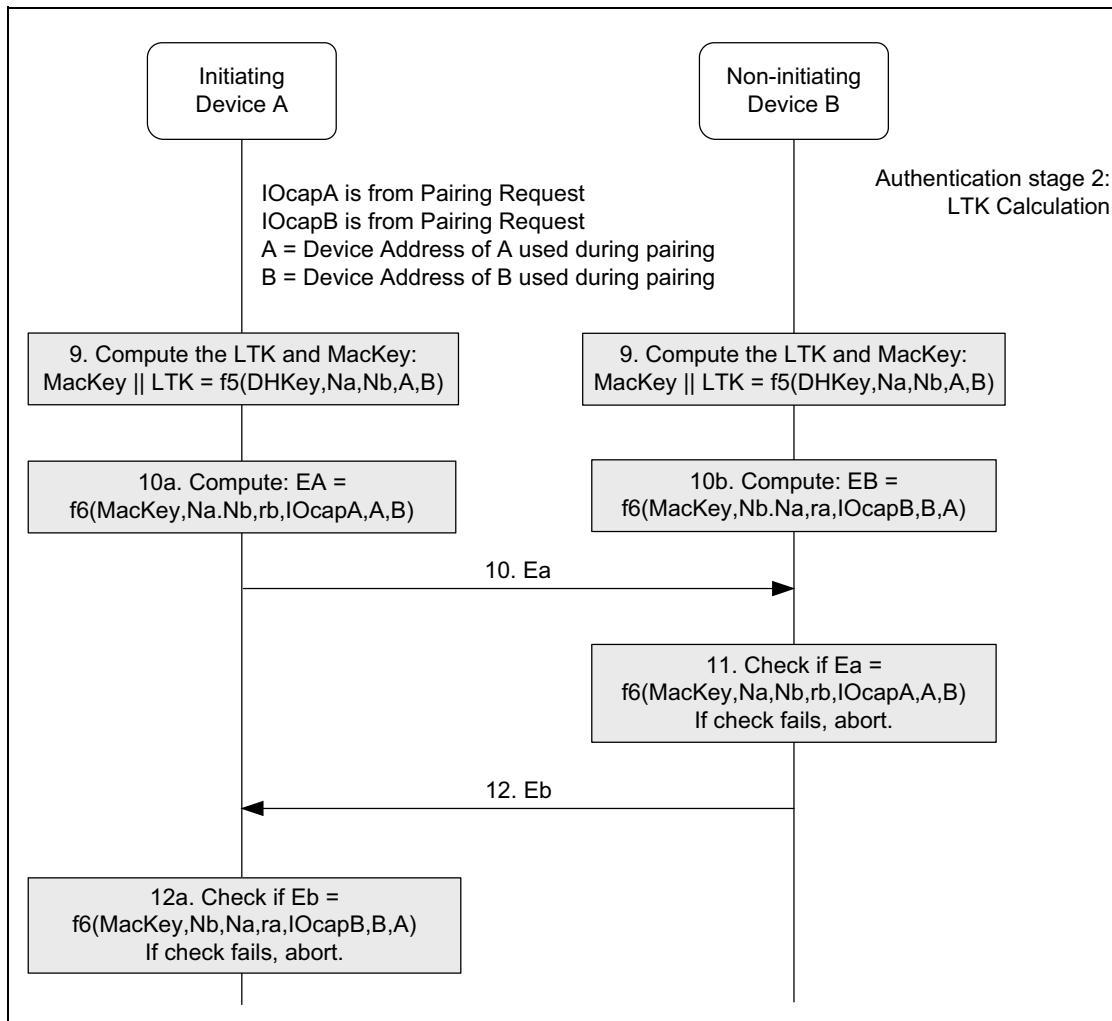 Initiating
Device A
Non-initiating
Device B
Authentication stage 2:
LTK Calculation
IOcapA is from Pairing Request
IOcapB is from Pairing Request
A = Device Address of A used during pairing
B = Device Address of B used during pairing
9. Compute the LTK and MacKey:
MacKey || LTK = f5(DHKey,Na,Nb,A,B)
9. Compute the LTK and MacKey:
MacKey || LTK = f5(DHKey,Na,Nb,A,B)
10a. Compute: EA =
f6(MacKey,Na.Nb,rb,IOcapA,A,B)
10b. Compute: EB =
f6(MacKey,Nb.Na,ra,IOcapB,B,A)
10. Ea
11. Check if Ea =
f6(MacKey,Na,Nb,rb,IOcapA,A,B)
If check fails, abort.
12. Eb
12a. Check if Eb =
f6(MacKey,Nb,Na,ra,IOcapB,B,A)
If check fails, abort.